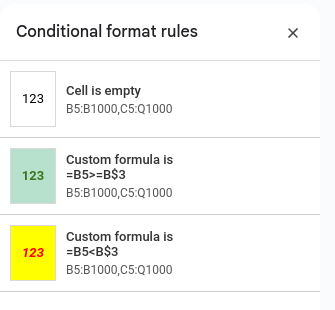 Conditional format rules
123
Cell is empty
B5:B1000,C5:Q1000
123
Custom formula is
=B5>=B$3
B5:B1000,C5:Q1000
123
Custom formula is
=B5<B$3
B5:B1000,C5:Q1000